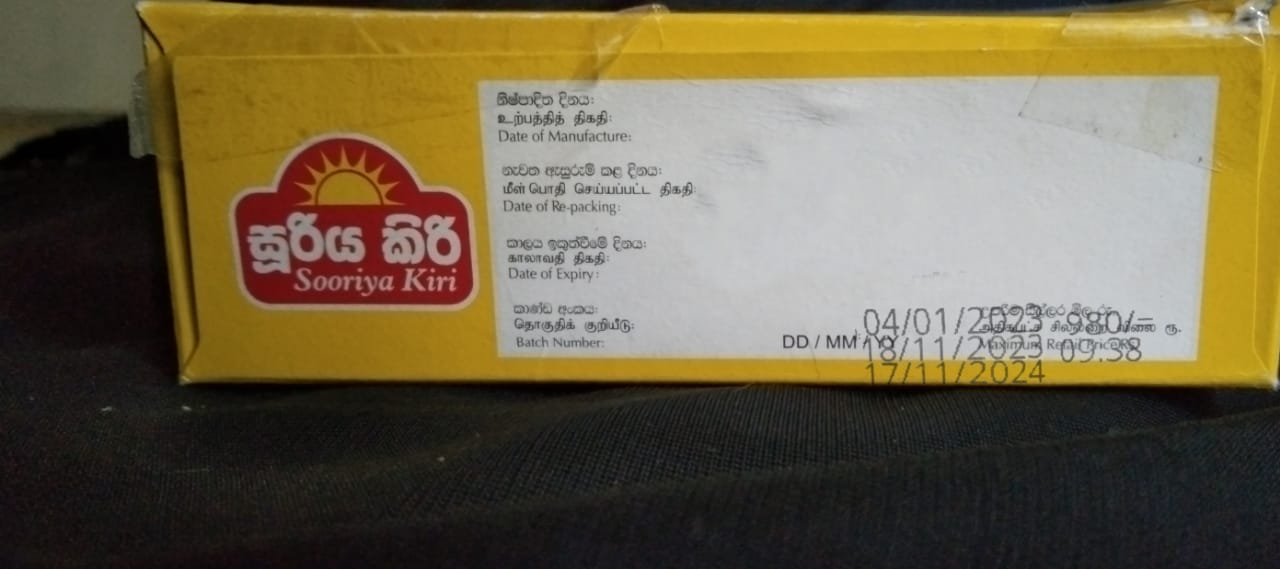 සූරිය කිරි
Sooriya Kiri
නිෂ්පාදිත දිනය:
உற்பத்தித் திகதி:
Date of Manufacture:
නැවත ඇසුරුම් කළ දිනය:
மீள் பொதி செய்யப்பட்ட திகதி:
Date of Re-packing:
කාලය ඉකුත්වීමේ දිනය:
காலாவதி திகதி:
Date of Expiry:
කාණ්ඩ අංකය:
தொகுதிக் குறியீடு:
Batch Number:
DD / MM / YY
සිල්ලර මිල රු.
அதிகபட்ச சில்லறை விலை ரூ.
Maximum Retail Price Rs.
04/01/2023 980/=
18/11/2023 09:38
17/11/2024